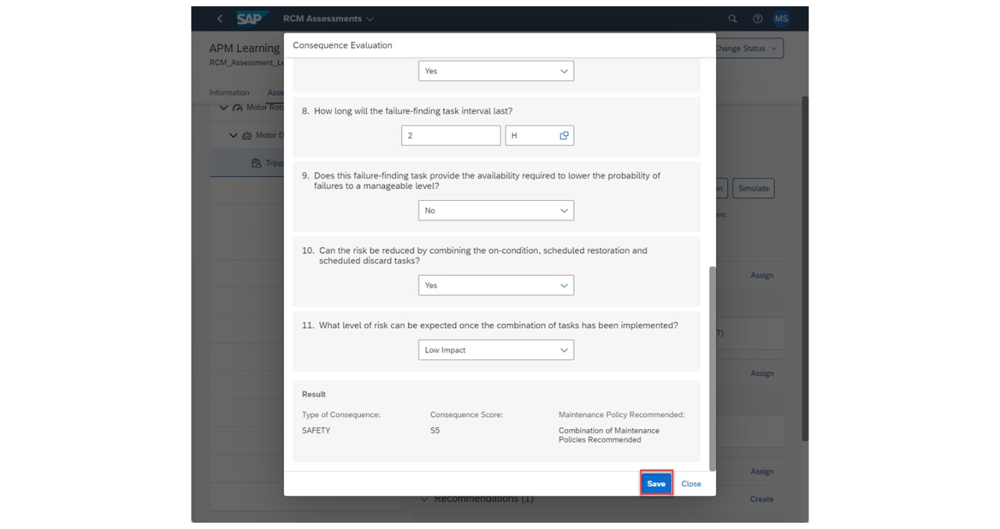 SAP RCM Assessments MS
APM Learning
Change Status
RCM_Assessment_Le
Information Asse
Motor Rota
Motor D
Tripp
Simulate
Assign
Assign
Assign
Recommendations (1) Create
Consequence Evaluation
Yes
8. How long will the failure-finding task interval last?
2 H
9. Does this failure-finding task provide the availability required to lower the probability of
failures to a manageable level?
No
10. Can the risk be reduced by combining the on-condition, scheduled restoration and
scheduled discard tasks?
Yes
11. What level of risk can be expected once the combination of tasks has been implemented?
Low Impact
Result
Type of Consequence: Consequence Score: Maintenance Policy Recommended:
SAFETY S5 Combination of Maintenance
Policies Recommended
Save Close